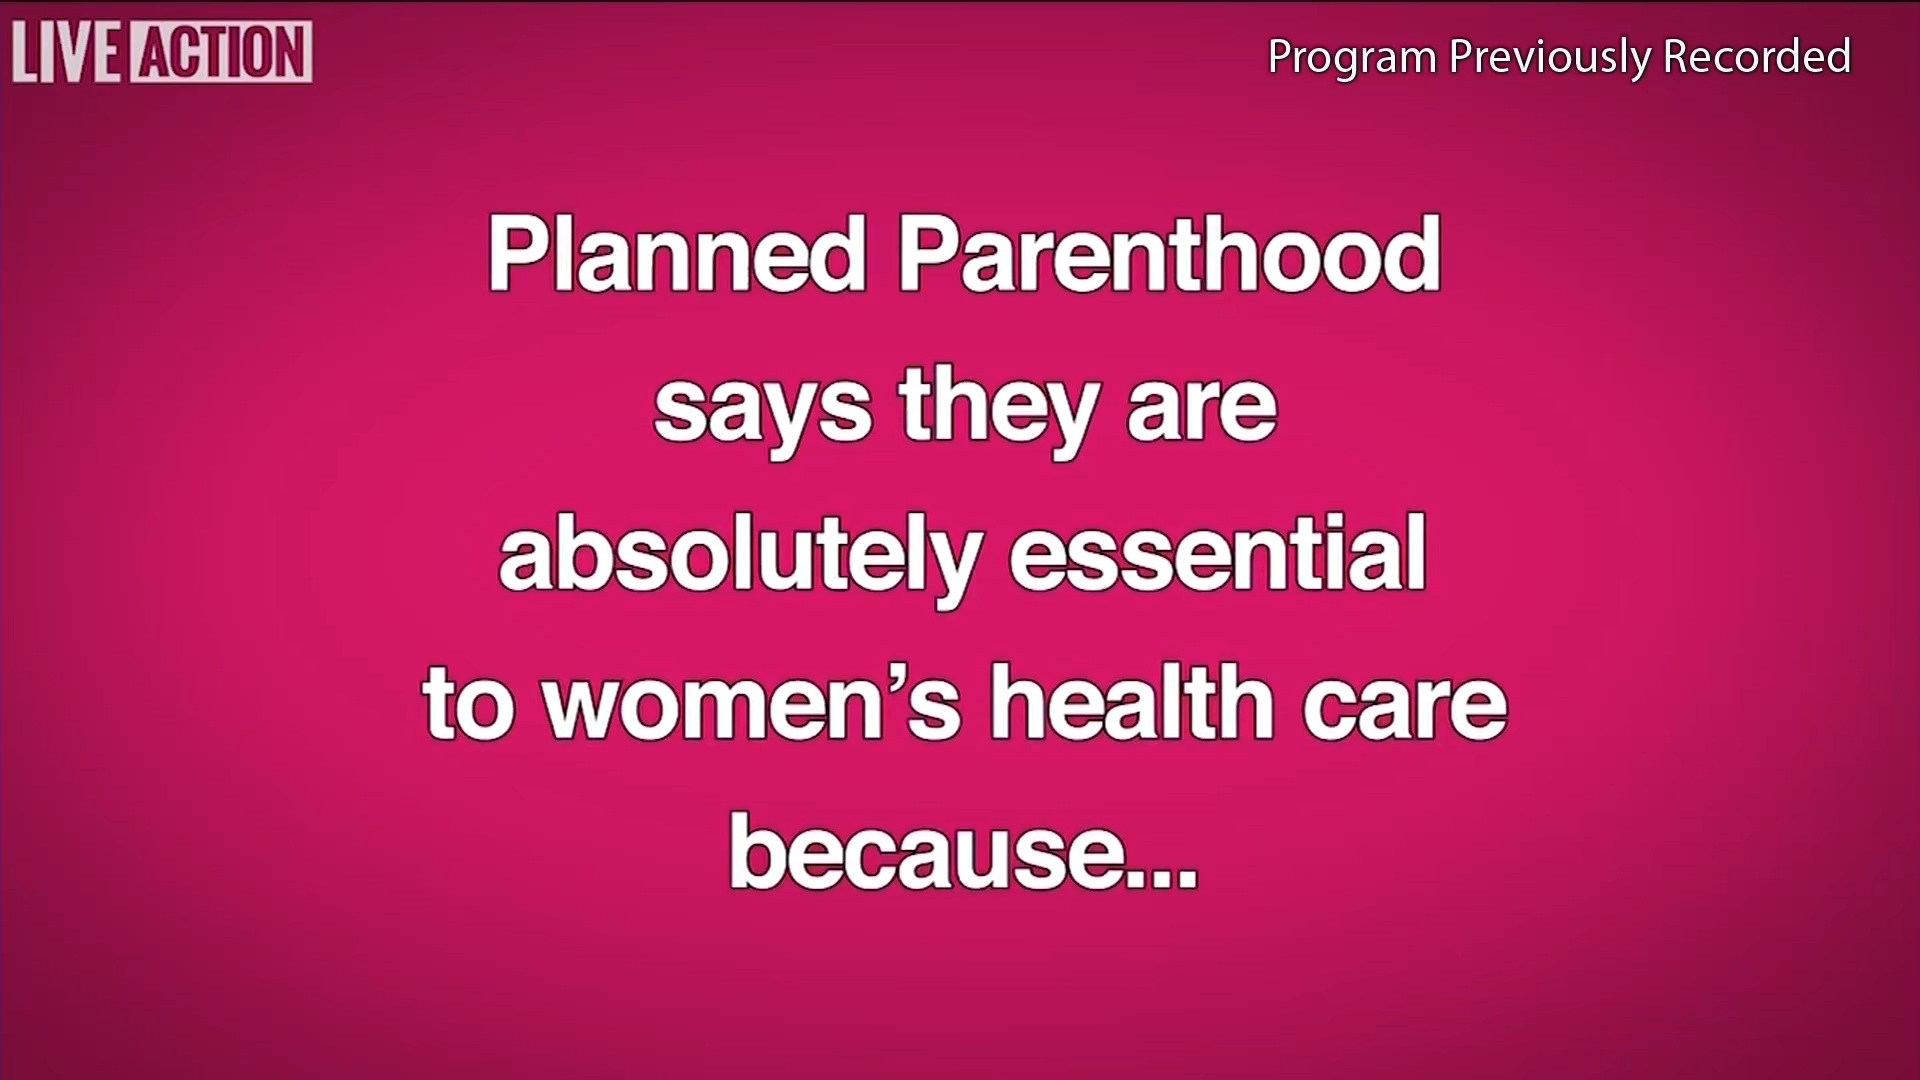 LIVE ACTION
Program Previously Recorded
Planned Parenthood
says they are
absolutely essential
to women’s health care
because...